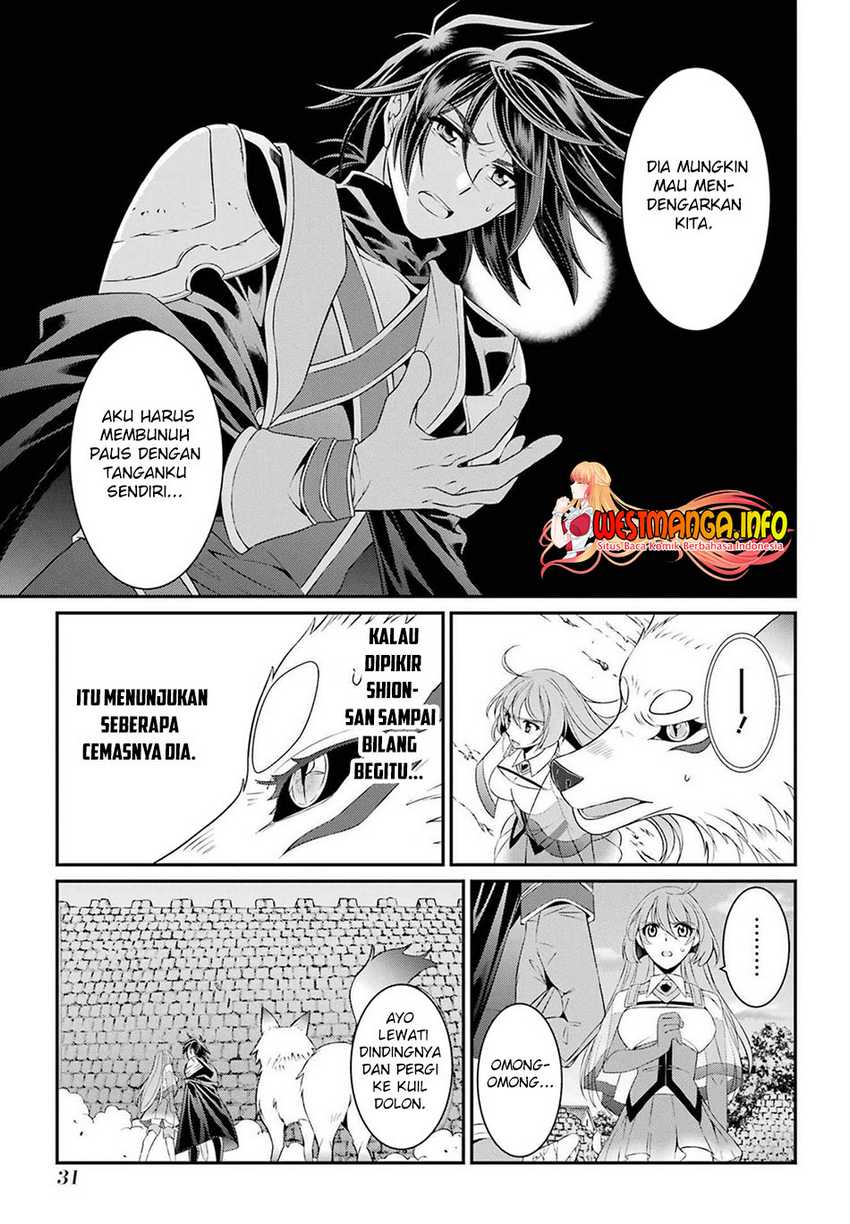 DIA MUNGKIN
MAU MEN-
DENGARKAN
KITA.
AKU HARUS
MEMBUNUH
PAUS DENGAN
TANGANKU
SENDIRI...
WESTMANGA.INFO
Situs Baca Komik Berbahasa Indonesia
━━!
KALAU
DIPIKIR
SHION-
SAN SAMPAI
BILANG
BEGITU...
ITU MENUNJUKAN
SEBERAPA
CEMASNYA DIA.
........
OMONG-
OMONG...
AYO
LEWATI
DINDINGNYA
DAN PERGI
KE KUIL
DOLON.
31